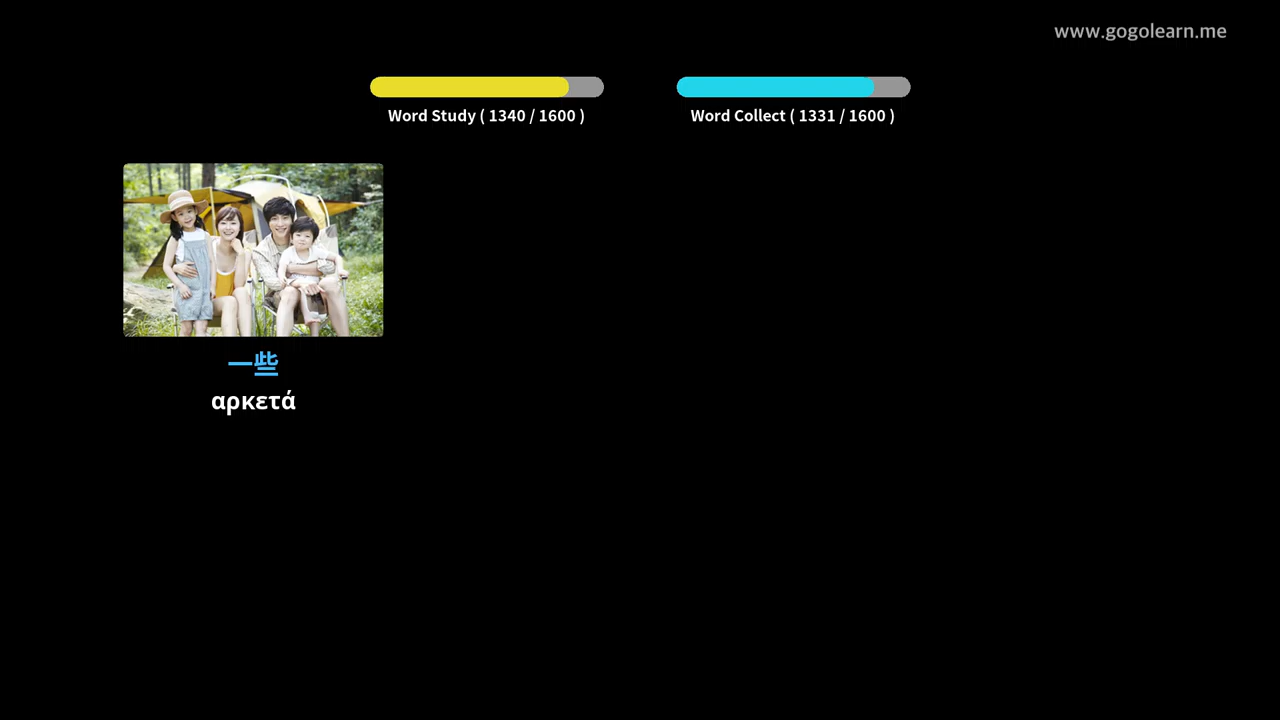 www.gogolearn.me
Word Study ( 1340 / 1600 )
Word Collect ( 1331 / 1600 )
一些
αρκετά